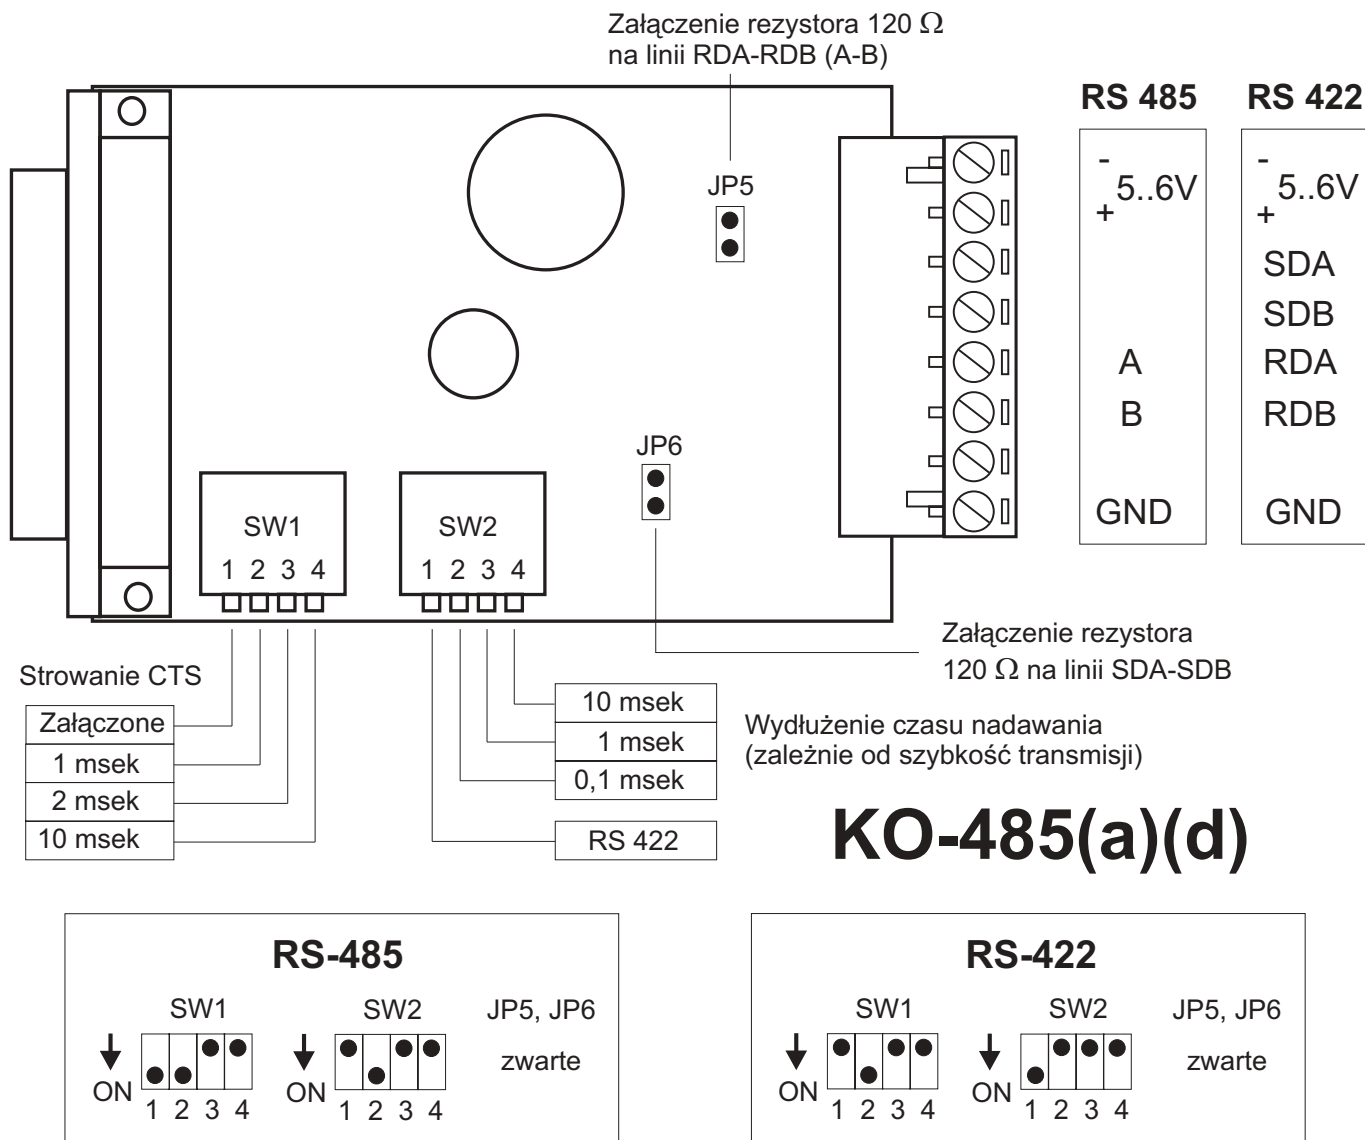 Załączenie rezystora 120 Ω
na linii RDA-RDB (A-B)
RS 485
RS 422
JP5
-
5..6V
+
A
B
GND
-
5..6V
+
SDA
SDB
RDA
RDB
GND
JP6
SW1
1 2 3 4
SW2
1 2 3 4
Strowanie CTS
Załączone
1 msek
2 msek
10 msek
10 msek
1 msek
0,1 msek
RS 422
Załączenie rezystora
120 Ω na linii SDA-SDB
Wydłużenie czasu nadawania
(zależnie od szybkość transmisji)
KO-485(a)(d)
RS-485
SW1
ON
1 2 3 4
SW2
ON
1 2 3 4
JP5, JP6
zwarte
RS-422
SW1
ON
1 2 3 4
SW2
ON
1 2 3 4
JP5, JP6
zwarte